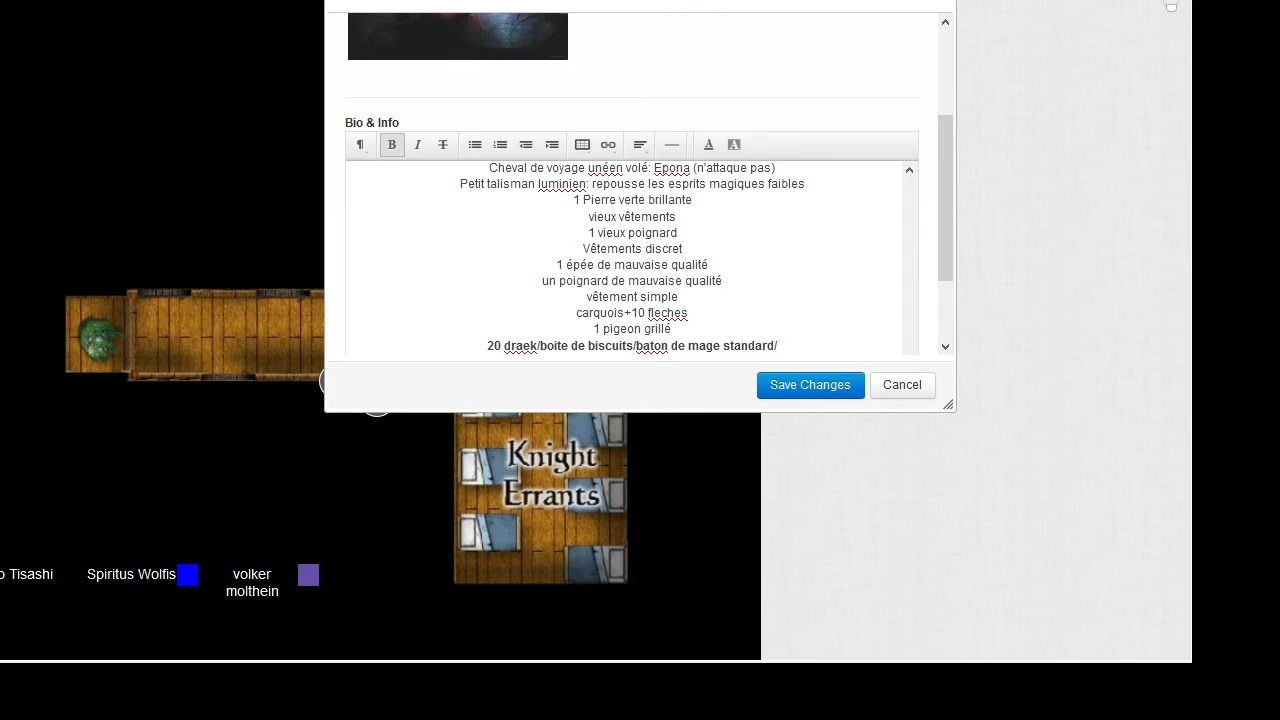 Bio & Info
Cheval de voyage unéen volé: Epona (n'attaque pas)
Petit talisman luminien: repousse les esprits magiques faibles
1 Pierre verte brillante
vieux vêtements
1 vieux poignard
Vêtements discret
1 épée de mauvaise qualité
un poignard de mauvaise qualité
vêtement simple
carquois+10 fleches
1 pigeon grillé
20 draek/boite de biscuits/baton de mage standard/
Save Changes
Cancel
Knight
Errants
o Tisashi
Spiritus Wolfis
volker
molthein